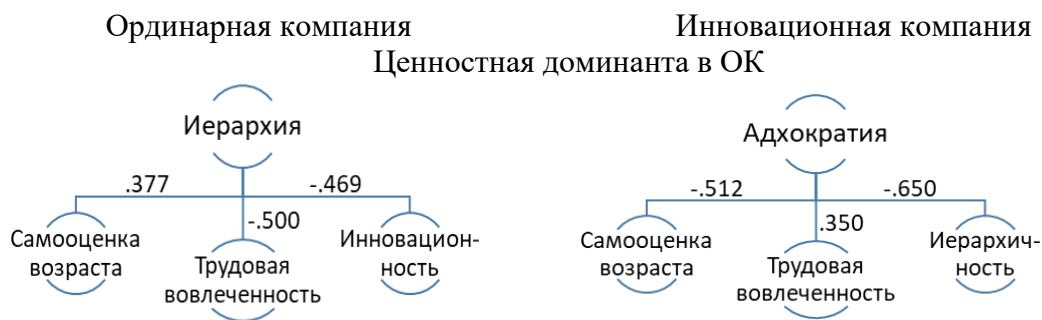 Ординарная компания
Инновационная компания
Ценностная доминанта в ОК
Иерархия
.377
-.469
-.500
Самооценка
возраста
Трудовая
вовлеченность
Инновацион-
ность
Адхократия
-.512
-.650
.350
Самооценка
возраста
Трудовая
вовлеченность
Иерархич-
ность